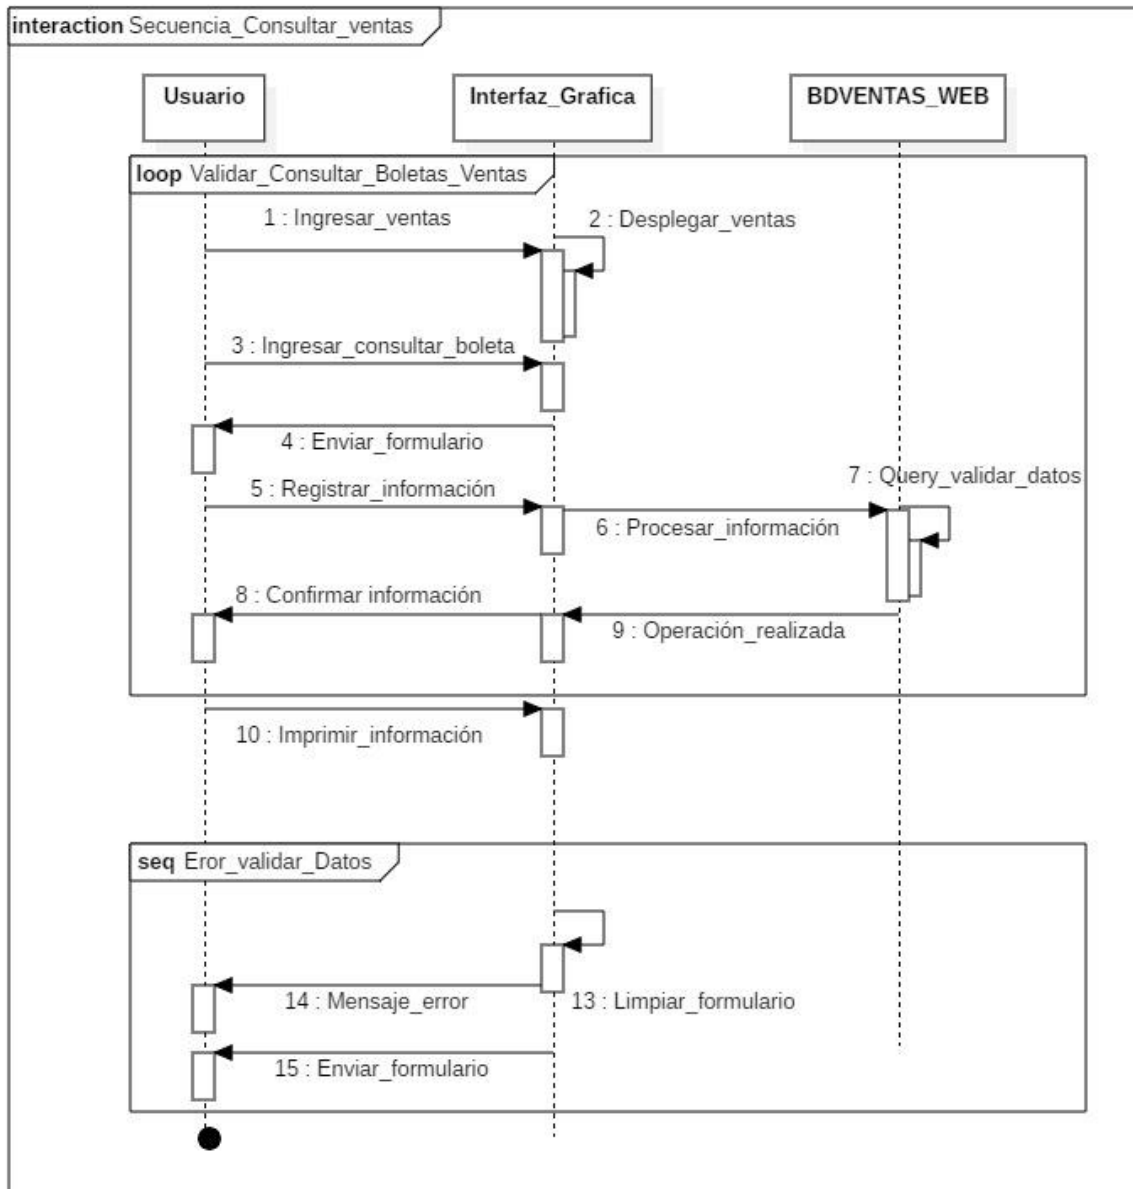 interaction Secuencia_Consultar_ventas
Usuario
Interfaz_Grafica
BDVENTAS_WEB
loop Validar_Consultar_Boletas_Ventas
1 : Ingresar_ventas
2 : Desplegar_ventas
3 : Ingresar_consultar_boleta
4 : Enviar_formulario
5 : Registrar_información
7 : Query_validar_datos
6 : Procesar_información
8 : Confirmar información
9 : Operación_realizada
10 : Imprimir_información
seq Eror_validar_Datos
14 : Mensaje_error
13 : Limpiar_formulario
15 : Enviar_formulario